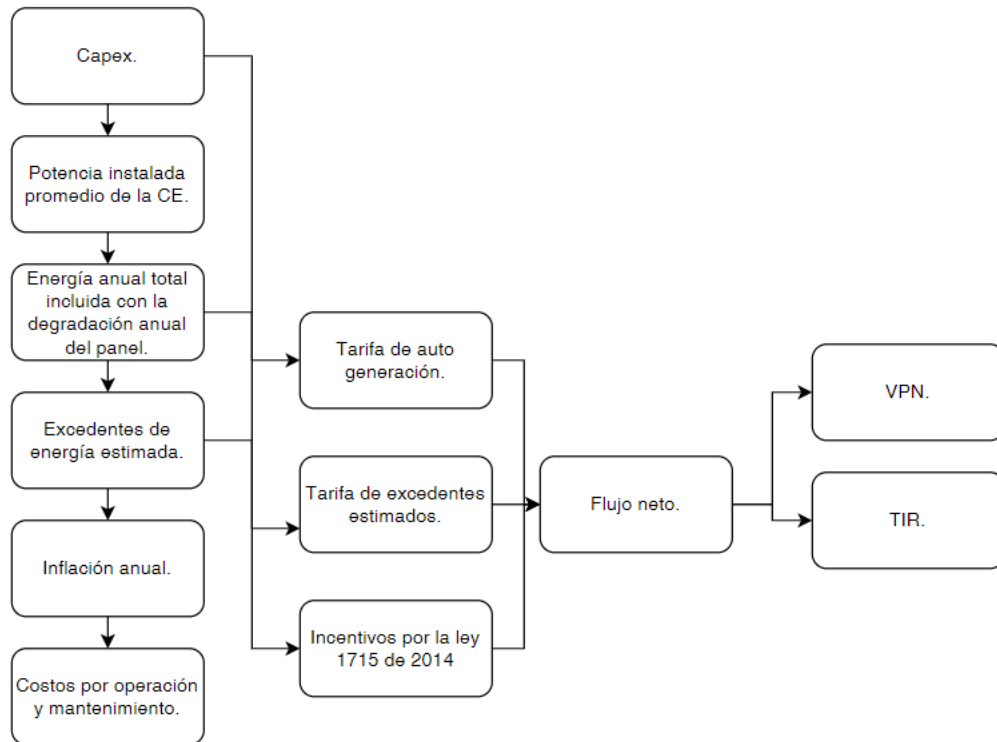 Capex.
Potencia instalada
promedio de la CE.
Energía anual total
incluida con la
degradación anual
del panel.
Excedentes de
energía estimada.
Inflación anual.
Costos por operación
y mantenimiento.
Tarifa de auto
generación.
Tarifa de excedentes
estimados.
Incentivos por la ley
1715 de 2014
Flujo neto.
VPN.
TIR.